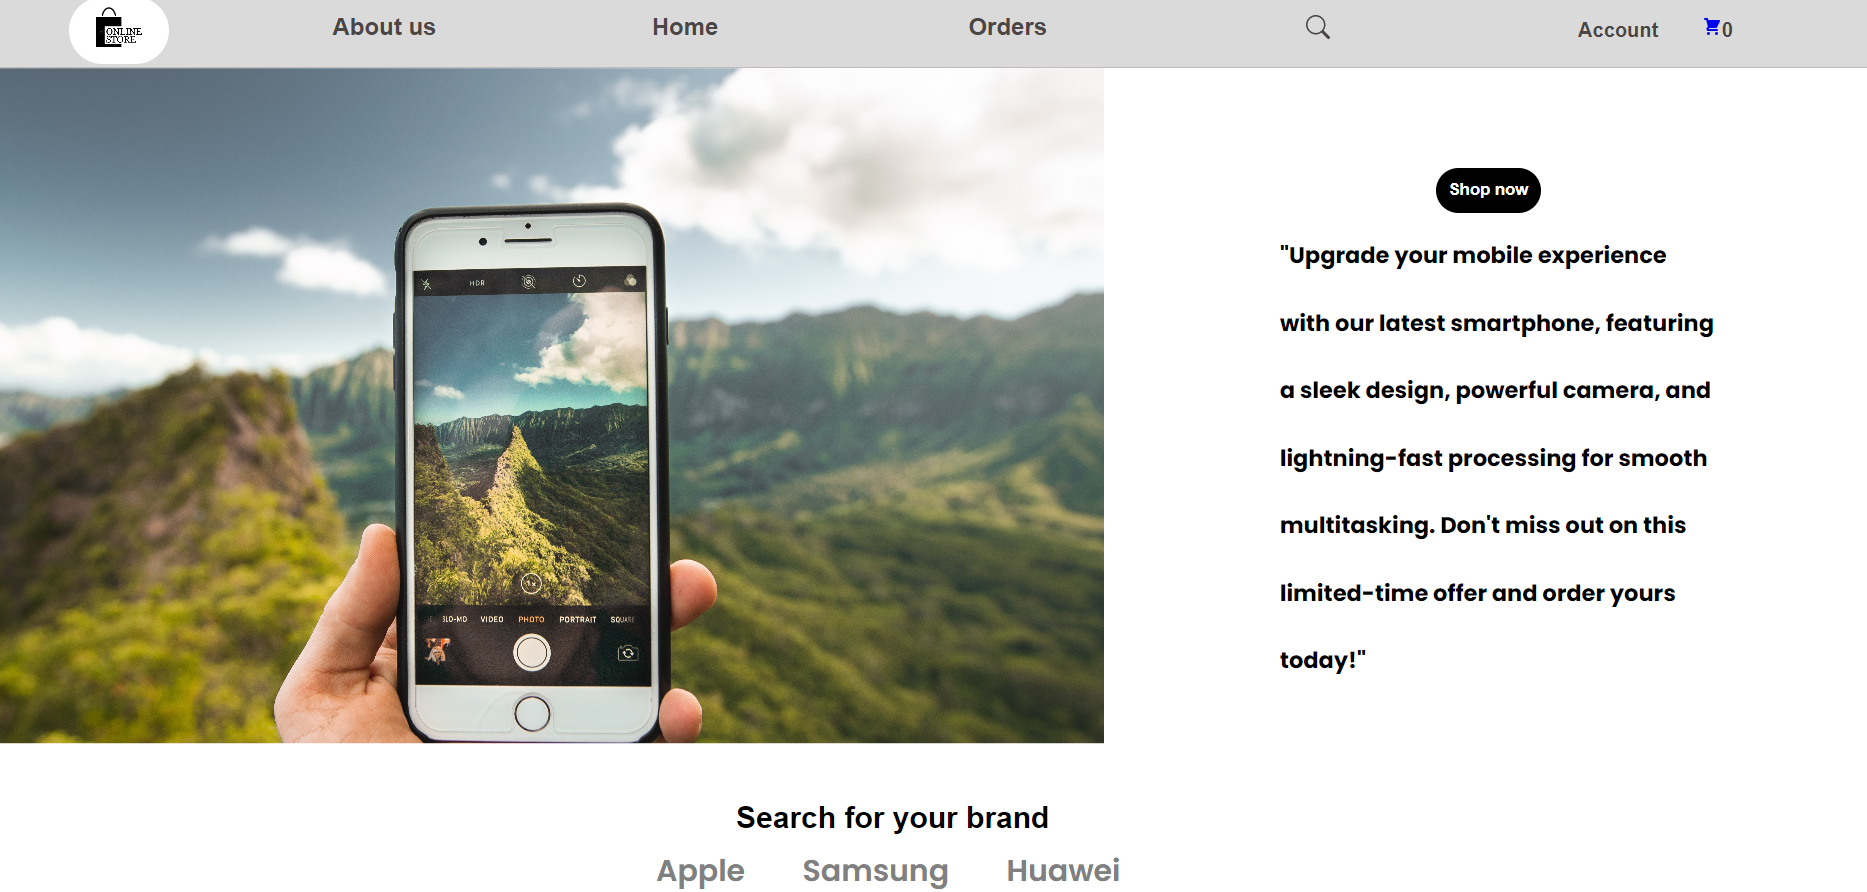 ONLINE
STORE
About us
Home
Orders
Account
0
Shop now
"Upgrade your mobile experience
with our latest smartphone, featuring
a sleek design, powerful camera, and
lightning-fast processing for smooth
multitasking. Don't miss out on this
limited-time offer and order yours
today!"
HDR
1x
SLO-MO VIDEO PHOTO PORTRAIT SQUARE
Search for your brand
Apple Samsung Huawei